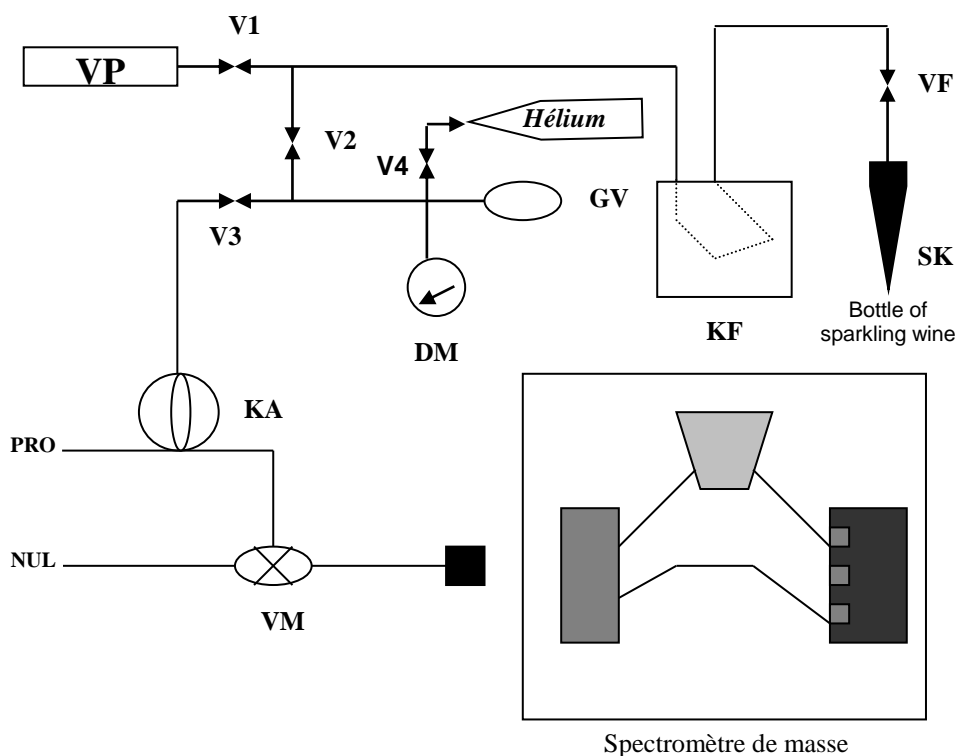 V1
VP
VF
Hélium
V2
V4
GV
V3
SK
Bottle of
sparkling wine
KF
DM
KA
PRO
NUL
VM
Spectromètre de masse